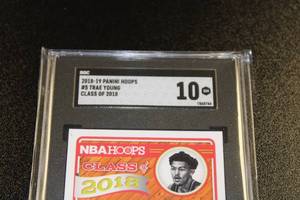 SGC
2018-19 PANINI HOOPS
#5 TRAE YOUNG
CLASS OF 2018
10
NBA HOOPS
CLASS OF
2018